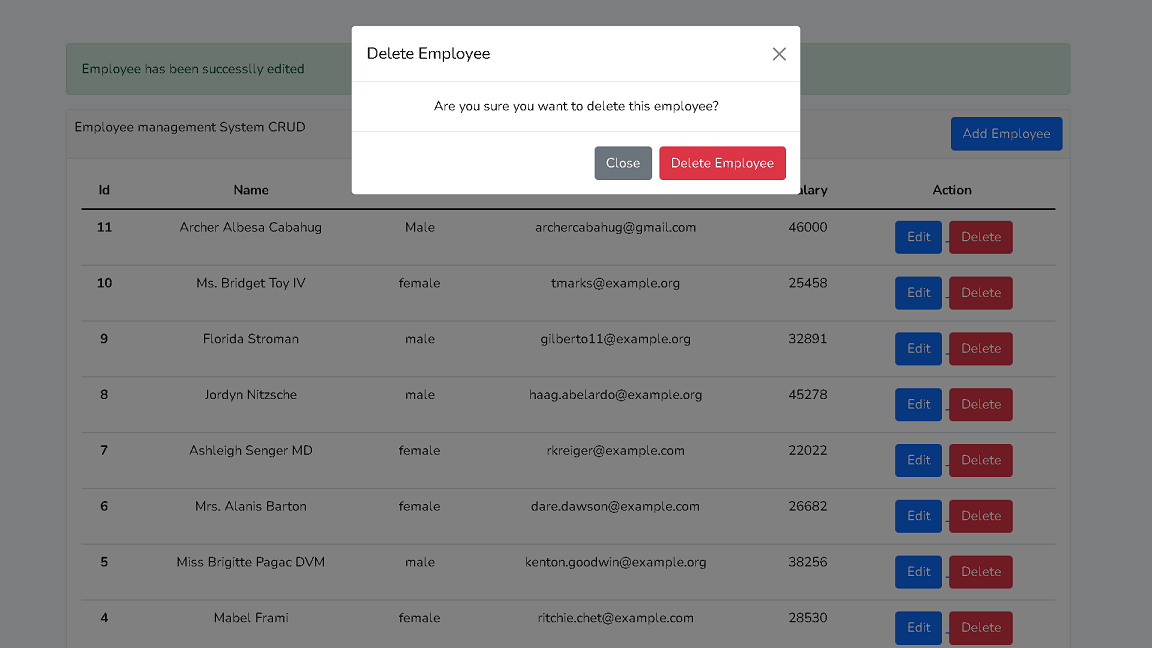 Delete Employee
Employee has been successlly edited
Are you sure you want to delete this employee?
Employee management System CRUD
Add Employee
Close Delete Employee
Id Name Action
11 Archer Albesa Cabahug Male archercabahug@gmail.com 46000 Edit Delete
10 Ms. Bridget Toy IV female tmarks@example.org 25458 Edit Delete
9 Florida Stroman male gilberto11@example.org 32891 Edit Delete
8 Jordyn Nitzsche male haag.abelardo@example.org 45278 Edit Delete
7 Ashleigh Senger MD female rkreiger@example.com 22022 Edit Delete
6 Mrs. Alanis Barton female dare.dawson@example.com 26682 Edit Delete
5 Miss Brigitte Pagac DVM male kenton.goodwin@example.org 38256 Edit Delete
4 Mabel Frami female ritchie.chet@example.com 28530 Edit Delete